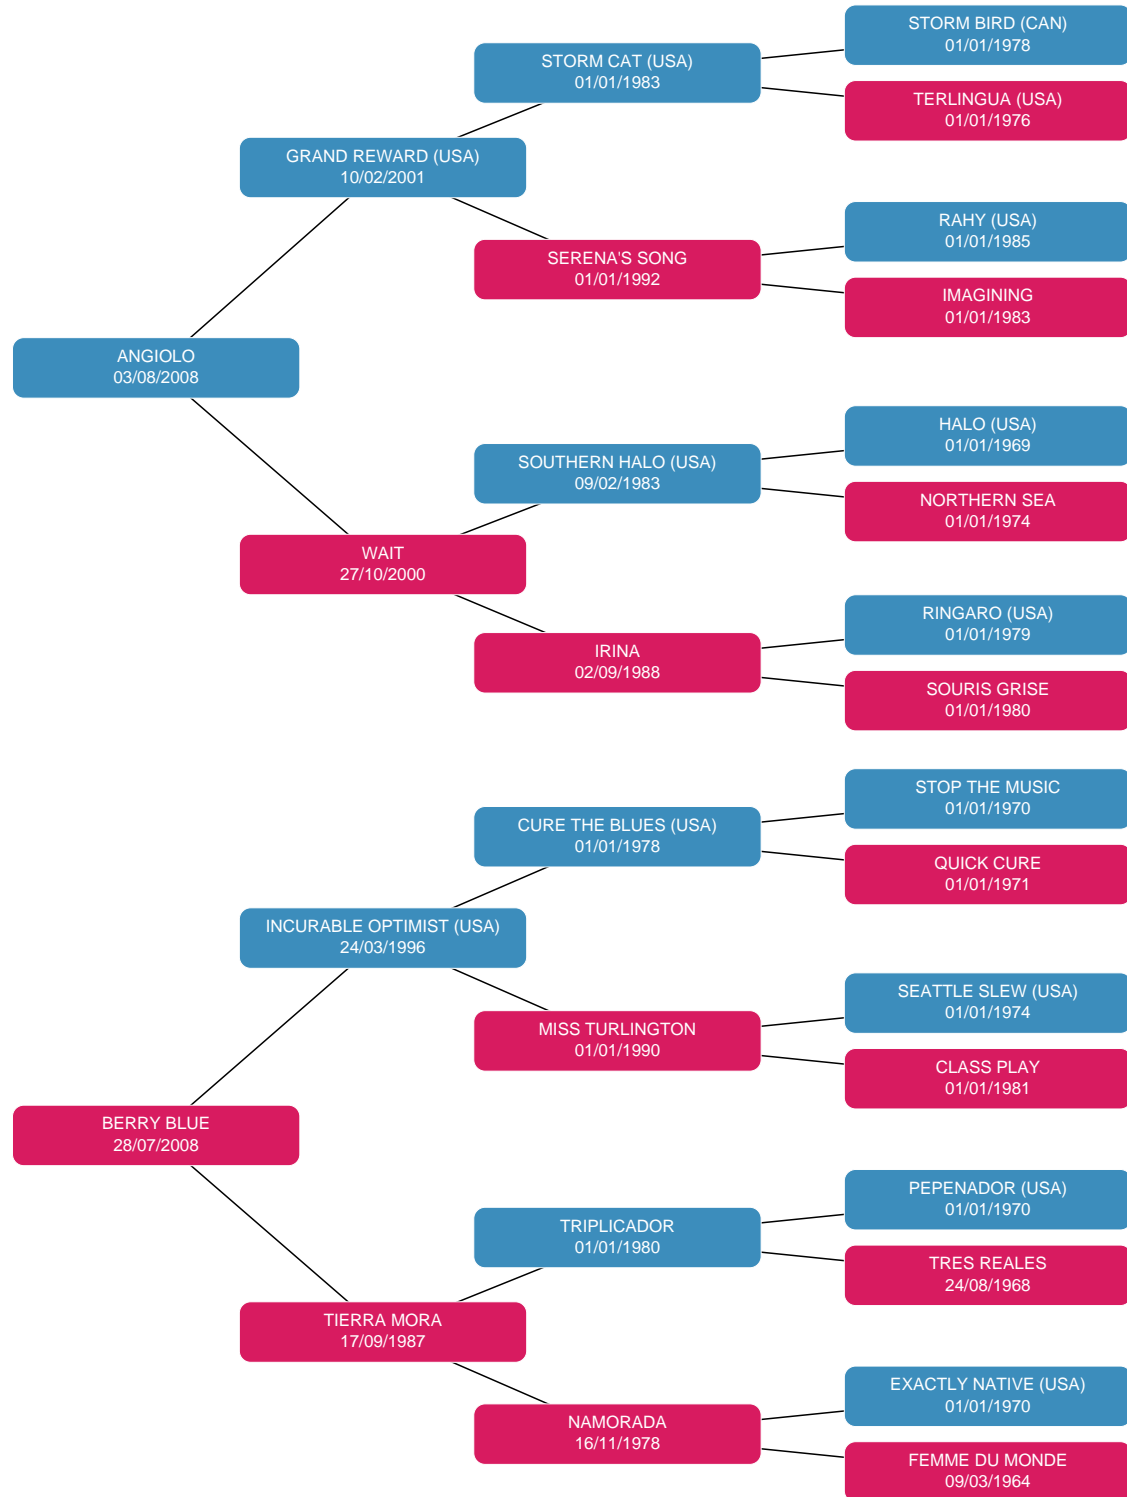 STORM BIRD (CAN)
01/01/1978
STORM CAT (USA)
01/01/1983
TERLINGUA (USA)
01/01/1976
GRAND REWARD (USA)
10/02/2001
RAHY (USA)
01/01/1985
SERENA'S SONG
01/01/1992
IMAGINING
01/01/1983
ANGIOLO
03/08/2008
HALO (USA)
01/01/1969
SOUTHERN HALO (USA)
09/02/1983
NORTHERN SEA
01/01/1974
WAIT
27/10/2000
RINGARO (USA)
01/01/1979
IRINA
02/09/1988
SOURIS GRISE
01/01/1980
STOP THE MUSIC
01/01/1970
CURE THE BLUES (USA)
01/01/1978
QUICK CURE
01/01/1971
INCURABLE OPTIMIST (USA)
24/03/1996
SEATTLE SLEW (USA)
01/01/1974
MISS TURLINGTON
01/01/1990
CLASS PLAY
01/01/1981
BERRY BLUE
28/07/2008
PEPENADOR (USA)
01/01/1970
TRIPLICADOR
01/01/1980
TRES REALES
24/08/1968
TIERRA MORA
17/09/1987
EXACTLY NATIVE (USA)
01/01/1970
NAMORADA
16/11/1978
FEMME DU MONDE
09/03/1964